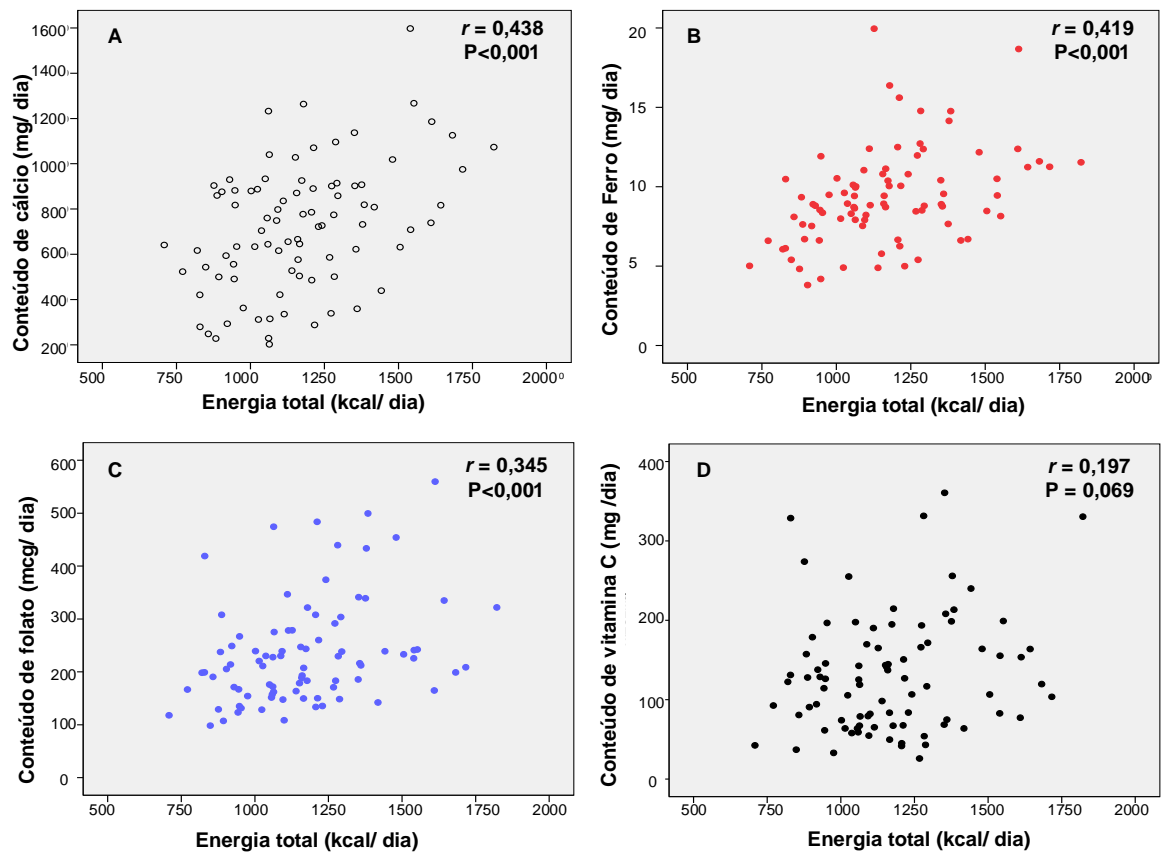 A
r = 0,438
P<0,001
Conteúdo de cálcio (mg/ dia)
1600
1400
1200
1000
800
600
400
200
500
750
1000
1250
1500
1750
2000
Energia total (kcal/ dia)
B
r = 0,419
P<0,001
Conteúdo de Ferro (mg/ dia)
20
15
10
5
0
500
750
1000
1250
1500
1750
2000
Energia total (kcal/ dia)
C
r = 0,345
P<0,001
Conteúdo de folato (mcg/ dia)
600
500
400
300
200
100
0
500
750
1000
1250
1500
1750
2000
Energia total (kcal/ dia)
D
r = 0,197
P = 0,069
Conteúdo de vitamina C (mg /dia)
400
300
200
100
0
500
750
1000
1250
1500
1750
2000
Energia total (kcal/ dia)